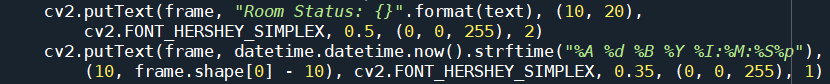 cv2.putText(frame, "Room Status: {}".format(text), (10, 20),
cv2.FONT_HERSHEY_SIMPLEX, 0.5, (0, 0, 255), 2)
cv2.putText(frame, datetime.datetime.now().strftime("%A %d %B %Y %I:%M:%S%p"),
(10, frame.shape[0] - 10), cv2.FONT_HERSHEY_SIMPLEX, 0.35, (0, 0, 255), 1)